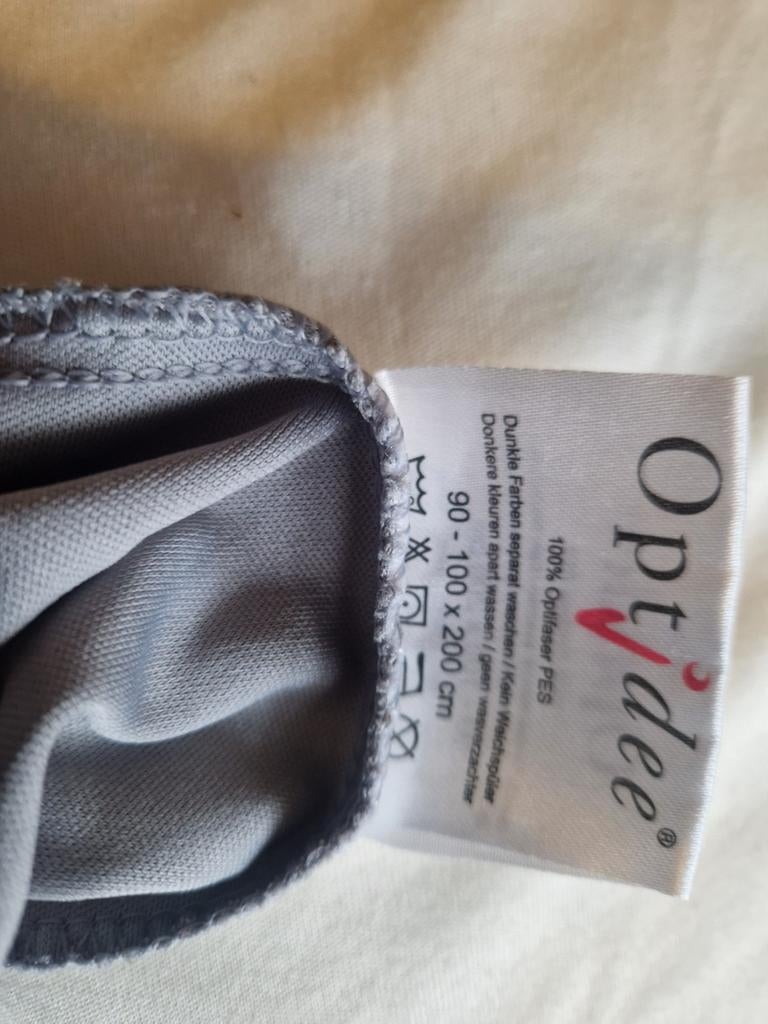 Optidee®
100% Optifaser PES
Dunkle Farben separat waschen / Kein Weichspüler
Donkere kleuren apart wassen / geen wasverzachter
90 - 100 x 200 cm